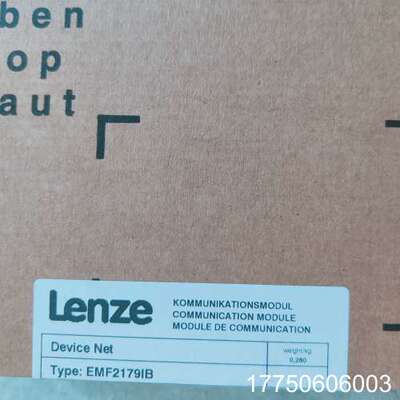 ben
op
aut
Lenze
KOMMUNIKATIONSMODUL
COMMUNICATION MODULE
MODULE DE COMMUNICATION
Device Net
weight/kg
0,280
Type: EMF2179IB
17750606003